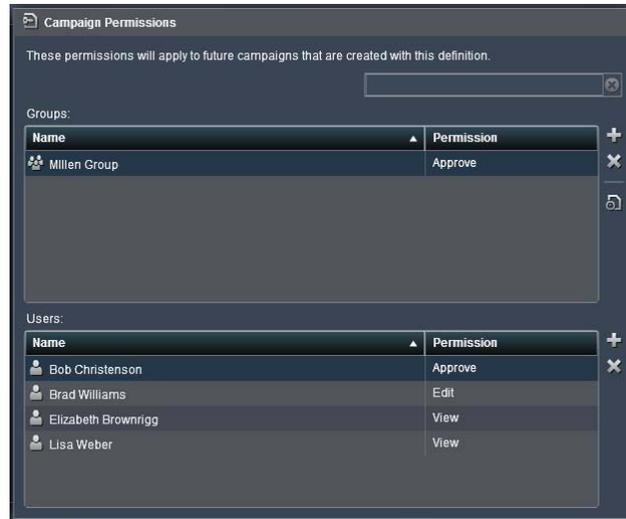 Campaign Permissions
These permissions will apply to future campaigns that are created with this definition.
Groups:
Name Permission
Millen Group Approve
Users:
Name Permission
Bob Christenson Approve
Brad Williams Edit
Elizabeth Brownrigg View
Lisa Weber View